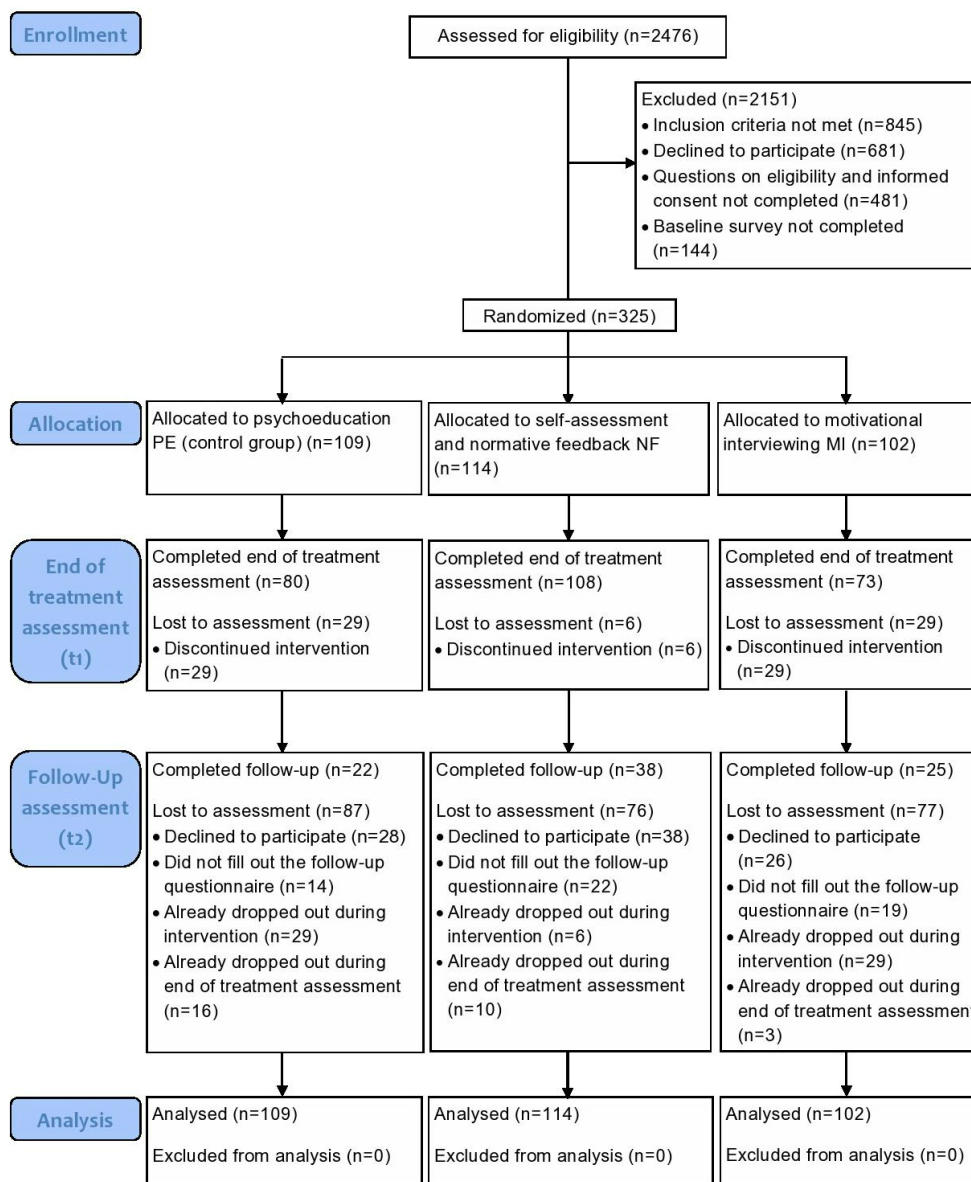 Enrollment
Assessed for eligibility (n=2476)
Excluded (n=2151)
• Inclusion criteria not met (n=845)
• Declined to participate (n=681)
• Questions on eligibility and informed
consent not completed (n=481)
• Baseline survey not completed
(n=144)
Randomized (n=325)
Allocation
Allocated to psychoeducation
PE (control group) (n=109)
Allocated to self-assessment
and normative feedback NF
(n=114)
Allocated to motivational
interviewing MI (n=102)
End of
treatment
assessment
(t1)
Completed end of treatment
assessment (n=80)
Lost to assessment (n=29)
• Discontinued intervention
(n=29)
Completed end of treatment
assessment (n=108)
Lost to assessment (n=6)
• Discontinued intervention (n=6)
Completed end of treatment
assessment (n=73)
Lost to assessment (n=29)
• Discontinued intervention
(n=29)
Follow-Up
assessment
(t2)
Completed follow-up (n=22)
Lost to assessment (n=87)
• Declined to participate (n=28)
• Did not fill out the follow-up
questionnaire (n=14)
• Already dropped out during
intervention (n=29)
• Already dropped out during
end of treatment assessment
(n=16)
Completed follow-up (n=38)
Lost to assessment (n=76)
• Declined to participate (n=38)
• Did not fill out the follow-up
questionnaire (n=22)
• Already dropped out during
intervention (n=6)
• Already dropped out during
end of treatment assessment
(n=10)
Completed follow-up (n=25)
Lost to assessment (n=77)
• Declined to participate
(n=26)
• Did not fill out the follow-up
questionnaire (n=19)
• Already dropped out during
intervention (n=29)
• Already dropped out during
end of treatment assessment
(n=3)
Analysis
Analysed (n=109)
Excluded from analysis (n=0)
Analysed (n=114)
Excluded from analysis (n=0)
Analysed (n=102)
Excluded from analysis (n=0)